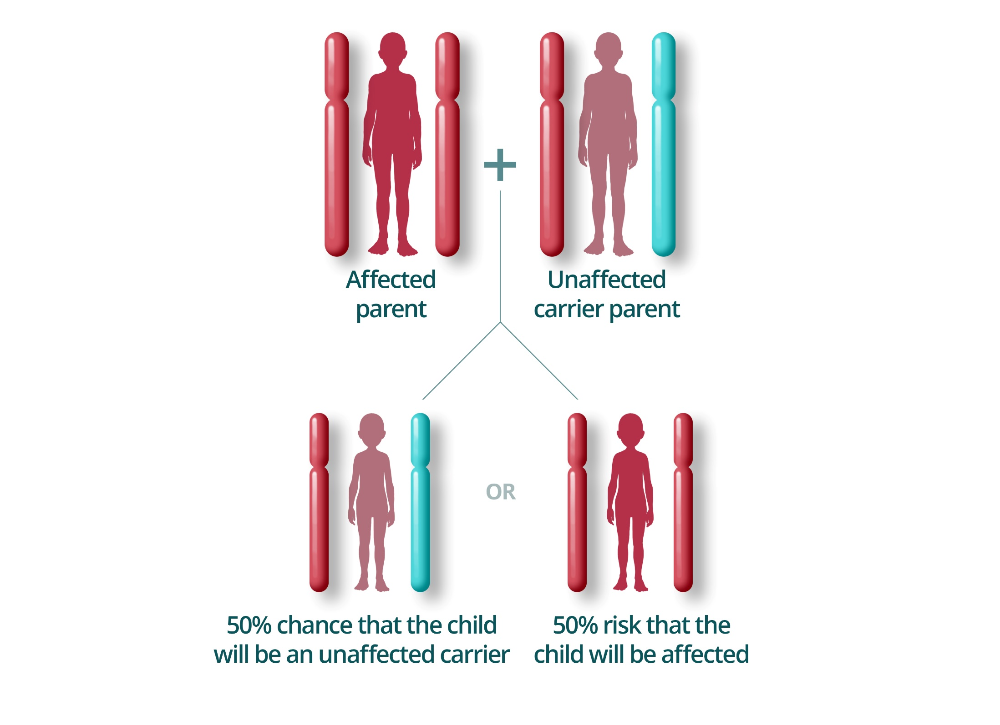 +
Affected
parent
Unaffected
carrier parent
OR
50% chance that the child
will be an unaffected carrier
50% risk that the
child will be affected